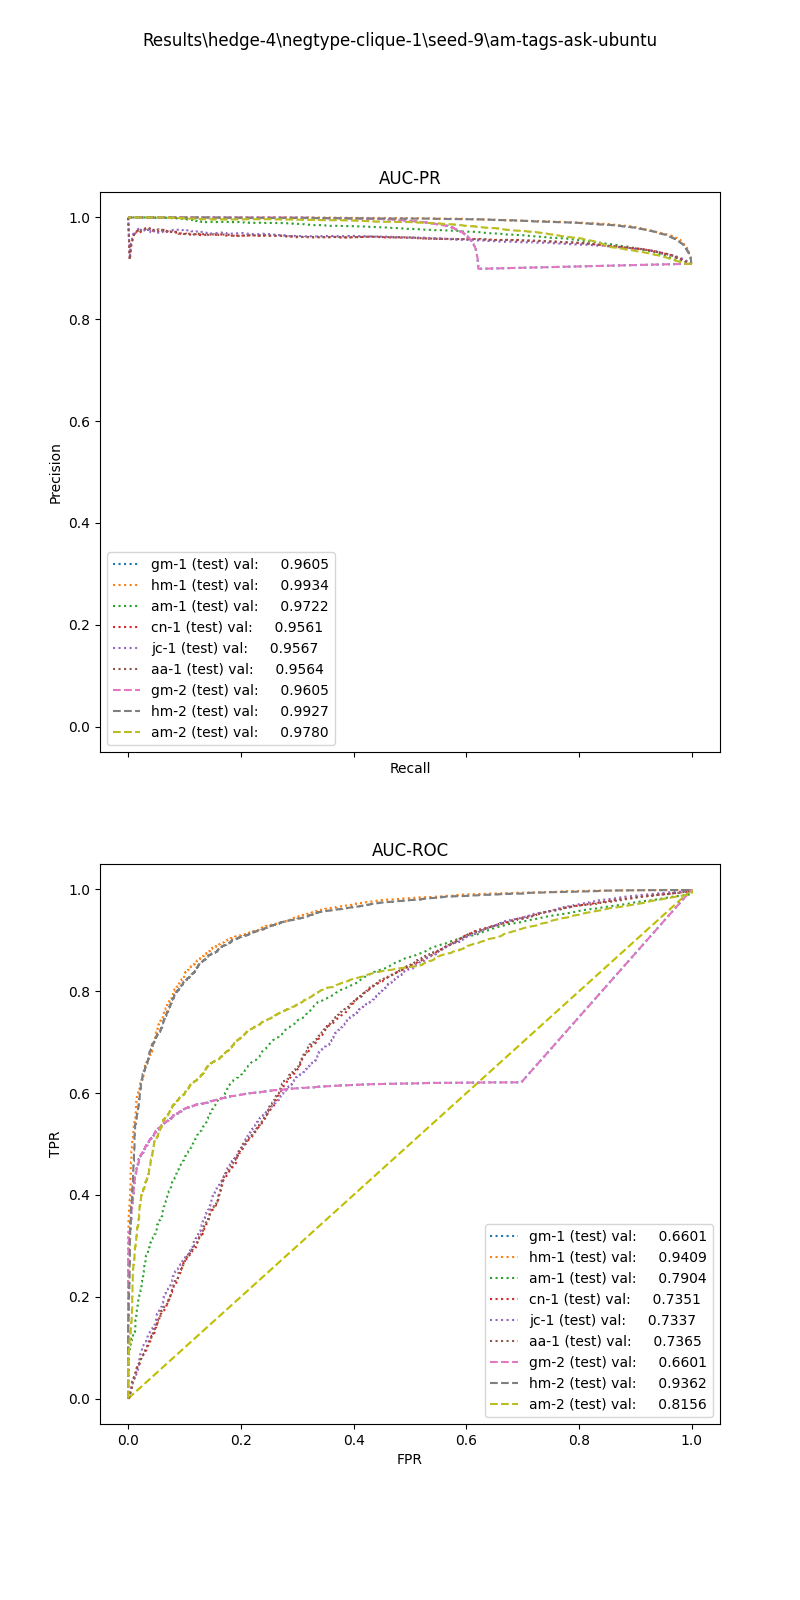 Results\hedge-4\negtype-clique-1\seed-9\am-tags-ask-ubuntu
AUC-PR
1.0
0.8
0.6
0.4
0.2
0.0
Precision
gm-1 (test) val: 0.9605
hm-1 (test) val: 0.9934
am-1 (test) val: 0.9722
cn-1 (test) val: 0.9561
jc-1 (test) val: 0.9567
aa-1 (test) val: 0.9564
gm-2 (test) val: 0.9605
hm-2 (test) val: 0.9927
am-2 (test) val: 0.9780
Recall
AUC-ROC
1.0
0.8
0.6
0.4
0.2
0.0
TPR
gm-1 (test) val: 0.6601
hm-1 (test) val: 0.9409
am-1 (test) val: 0.7904
cn-1 (test) val: 0.7351
jc-1 (test) val: 0.7337
aa-1 (test) val: 0.7365
gm-2 (test) val: 0.6601
hm-2 (test) val: 0.9362
am-2 (test) val: 0.8156
0.0 0.2 0.4 0.6 0.8 1.0
FPR